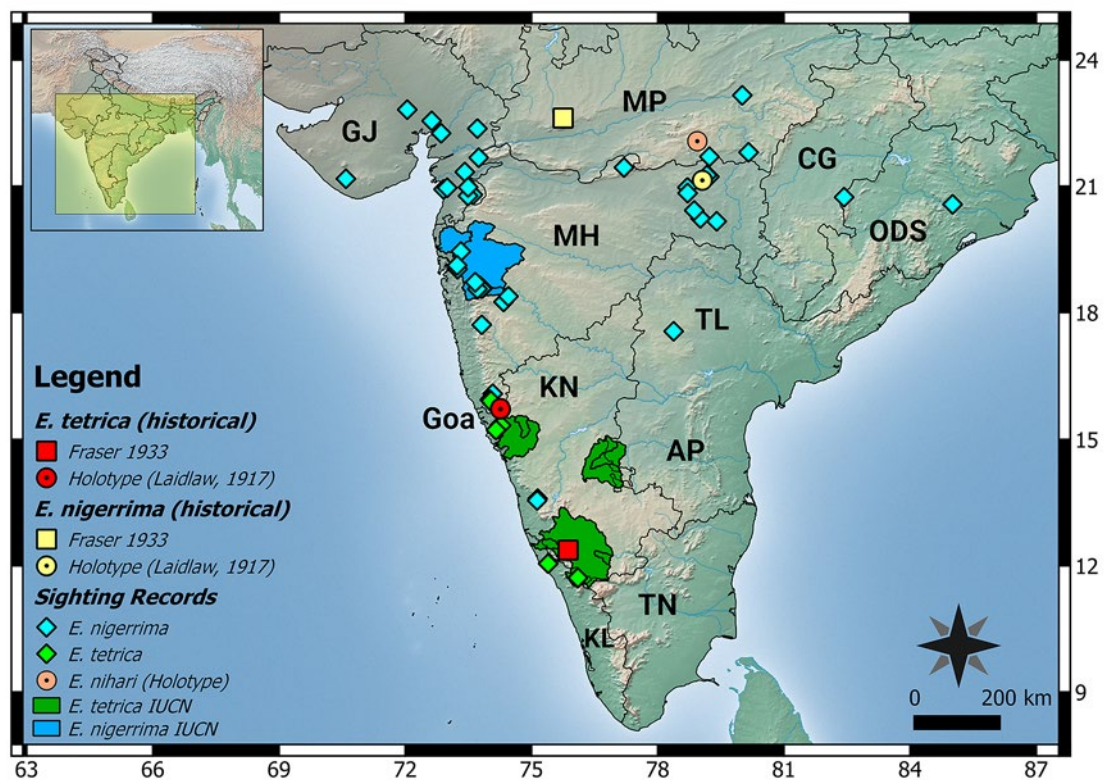 24
MP
GJ
CG
21
ODS
MH
18
TL
KN
Goa
15
AP
12
TN
KL
9
Legend
E. tetrica (historical)
Fraser 1933
Holotype (Laidlaw, 1917)
E. nigerrima (historical)
Fraser 1933
Holotype (Laidlaw, 1917)
Sighting Records
E. nigerrima
E. tetrica
E. nihari (Holotype)
E. tetrica IUCN
E. nigerrima IUCN
0 200 km
63 66 69 72 75 78 81 84 87